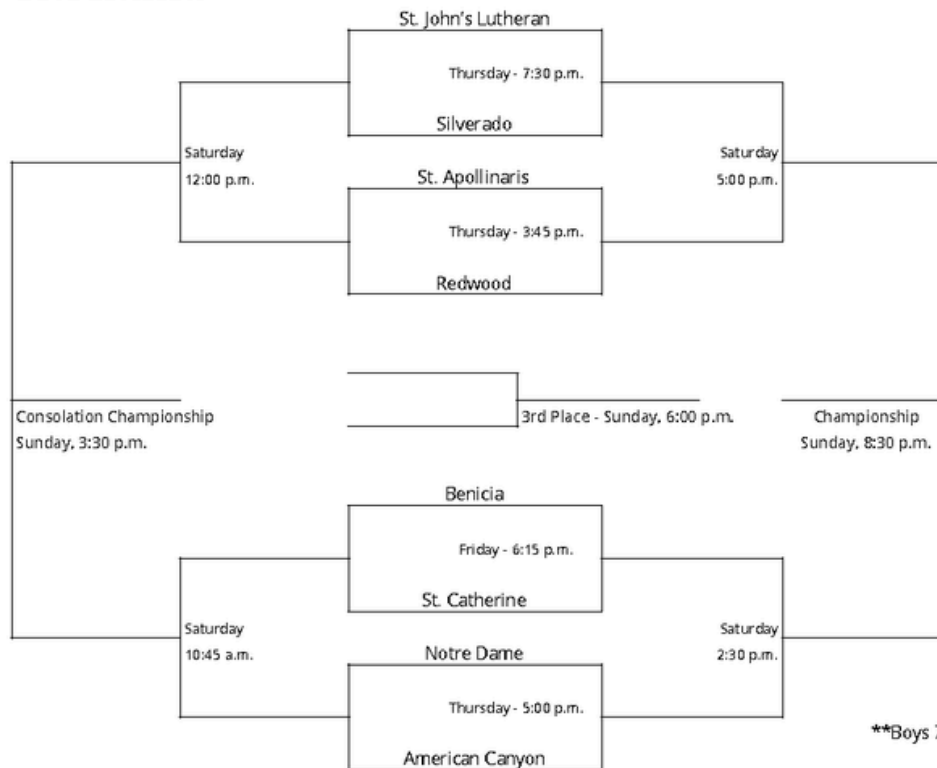 St. John's Lutheran
Thursday - 7:30 p.m.
Silverado
Saturday
12:00 p.m.
Saturday
5:00 p.m.
St. Apollinaris
Thursday - 3:45 p.m.
Redwood
Consolation Championship
Sunday, 3:30 p.m.
3rd Place - Sunday, 6:00 p.m.
Championship
Sunday, 8:30 p.m.
Benicia
Friday - 6:15 p.m.
St. Catherine
Saturday
10:45 a.m.
Saturday
2:30 p.m.
Notre Dame
Thursday - 5:00 p.m.
American Canyon
**Boys